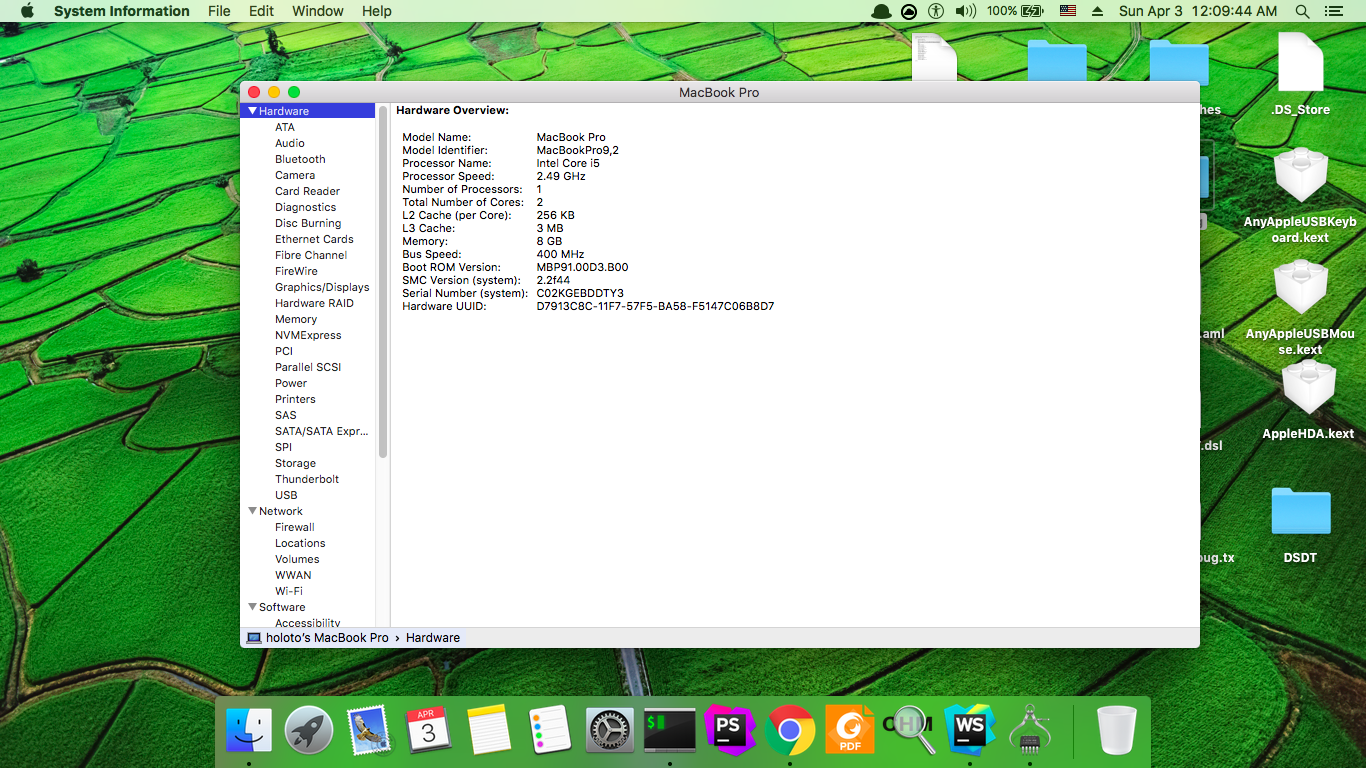 System Information File Edit Window Help 100% Sun Apr 3 12:09:44 AM
MacBook Pro
Hardware
ATA
Audio
Bluetooth
Camera
Card Reader
Diagnostics
Disc Burning
Ethernet Cards
Fibre Channel
FireWire
Graphics/Displays
Hardware RAID
Memory
NVMExpress
PCI
Parallel SCSI
Power
Printers
SAS
SATA/SATA Expr...
SPI
Storage
Thunderbolt
USB
Network
Firewall
Locations
Volumes
WWAN
Wi-Fi
Software
Accessibility
Hardware Overview:
Model Name: MacBook Pro
Model Identifier: MacBookPro9,2
Processor Name: Intel Core i5
Processor Speed: 2.49 GHz
Number of Processors: 1
Total Number of Cores: 2
L2 Cache (per Core): 256 KB
L3 Cache: 3 MB
Memory: 8 GB
Bus Speed: 400 MHz
Boot ROM Version: MBP91.00D3.B00
SMC Version (system): 2.2f44
Serial Number (system): C02KGEBDDTY3
Hardware UUID: D7913C8C-11F7-57F5-BA58-F5147C06B8D7
holoto's MacBook Pro › Hardware
hes
.DS_Store
AnyAppleUSBKeyb
oard.kext
.aml
AnyAppleUSBMou
se.kext
AppleHDA.kext
.dsl
bug.tx
DSDT
APR
3
$
PS
PDF
CHM
WS